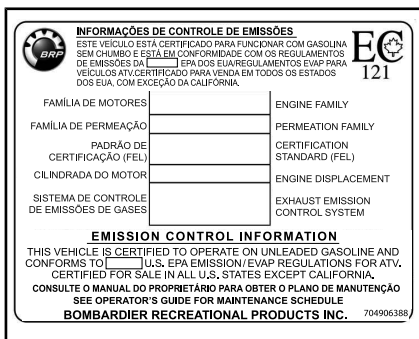 BRP
INFORMAÇÕES DE CONTROLE DE EMISSÕES
ESTE VEÍCULO ESTÁ CERTIFICADO PARA FUNCIONAR COM GASOLINA
SEM CHUMBO E ESTÁ EM CONFORMIDADE COM OS REGULAMENTOS
DE EMISSÕES DA EPA DOS EUA/REGULAMENTOS EVAP PARA
VEÍCULOS ATV.CERTIFICADO PARA VENDA EM TODOS OS ESTADOS
DOS EUA, COM EXCEÇÃO DA CALIFÓRNIA.
EC
121
FAMÍLIA DE MOTORES ENGINE FAMILY
FAMÍLIA DE PERMEAÇÃO PERMEATION FAMILY
PADRÃO DE CERTIFICATION
CERTIFICAÇÃO (FEL) STANDARD (FEL)
CILINDRADA DO MOTOR ENGINE DISPLACEMENT
SISTEMA DE CONTROLE EXHAUST EMISSION
DE EMISSÕES DE GASES CONTROL SYSTEM
EMISSION CONTROL INFORMATION
THIS VEHICLE IS CERTIFIED TO OPERATE ON UNLEADED GASOLINE AND
CONFORMS TO U.S. EPA EMISSION/EVAP REGULATIONS FOR ATV.
CERTIFIED FOR SALE IN ALL U.S. STATES EXCEPT CALIFORNIA.
CONSULTE O MANUAL DO PROPRIETÁRIO PARA OBTER O PLANO DE MANUTENÇÃO
SEE OPERATOR'S GUIDE FOR MAINTENANCE SCHEDULE
BOMBARDIER RECREATIONAL PRODUCTS INC. 704906388